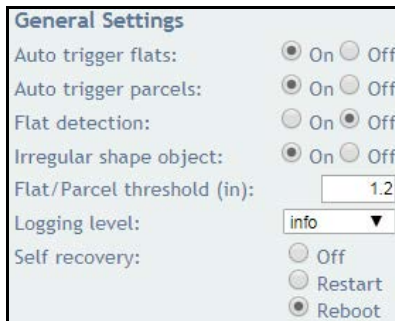 General Settings
Auto trigger flats: On Off
Auto trigger parcels: On Off
Flat detection: On Off
Irregular shape object: On Off
Flat/Parcel threshold (in): 1.2
Logging level: info
Self recovery: Off
Restart
Reboot